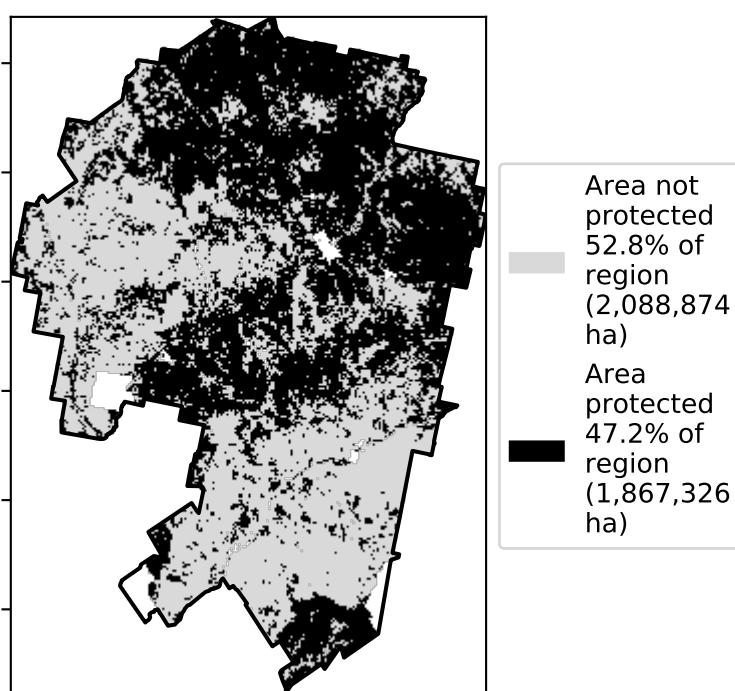 Area not
protected
52.8% of
region
(2,088,874
ha)
Area
protected
47.2% of
region
(1,867,326
ha)